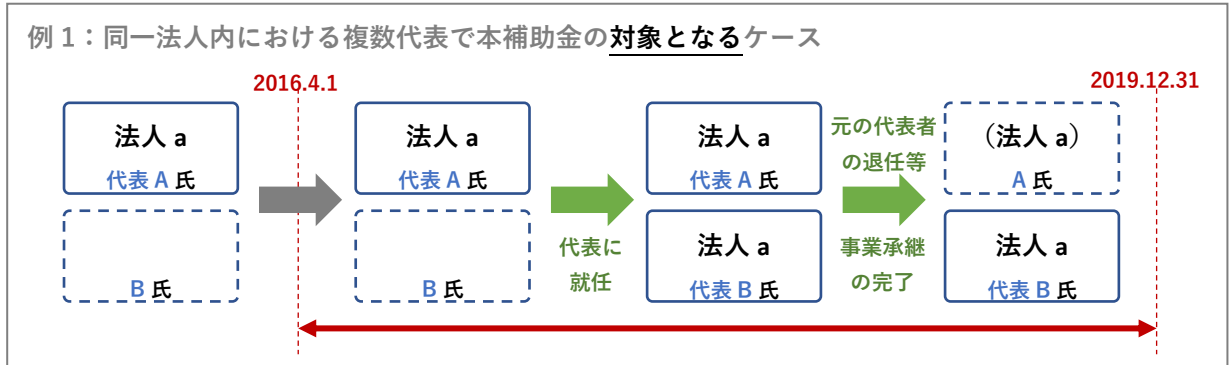 例 1：同一法人内における複数代表で本補助金の対象となるケース
2016.4.1
2019.12.31
法人 a
代表 A 氏
B 氏
法人 a
代表 A 氏
B 氏
代表に
就任
法人 a
代表 A 氏
法人 a
代表 B 氏
元の代表者
の退任等
事業承継
の完了
（法人 a）
A 氏
法人 a
代表 B 氏